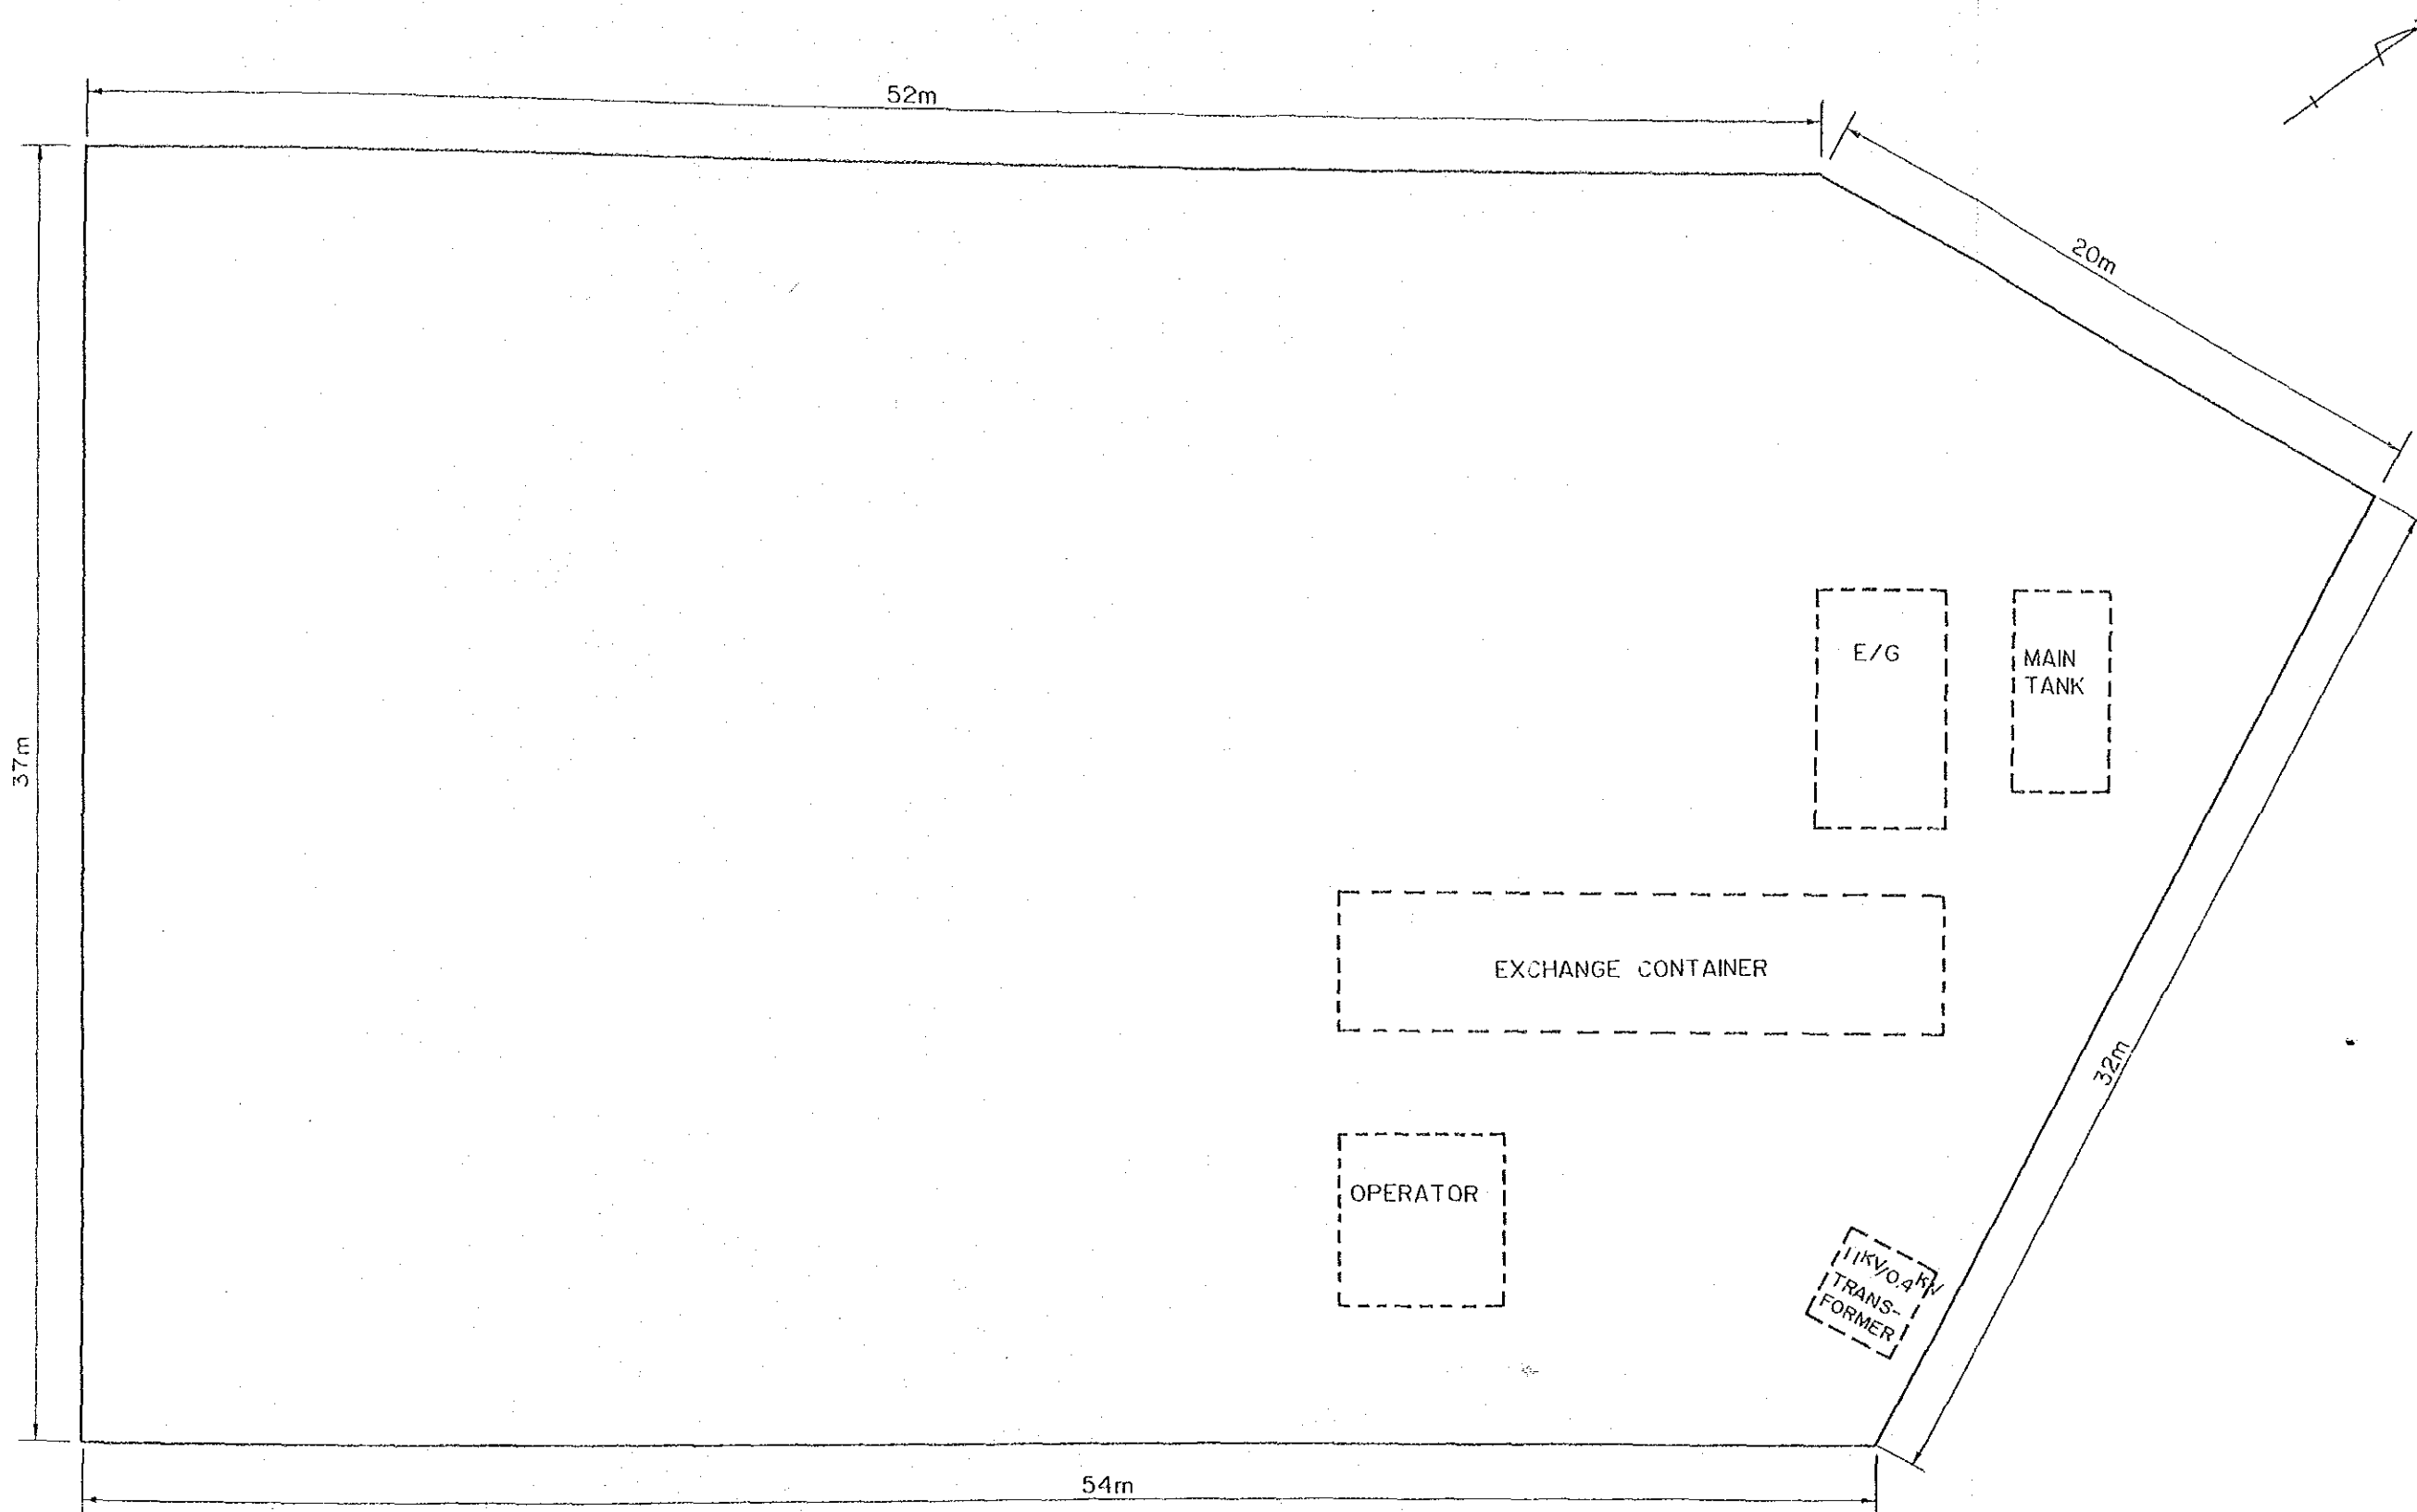 52m
20m
37m
E/G
MAIN
TANK
EXCHANGE CONTAINER
32m
OPERATOR
11KV/0.4KV
TRANS-
FORMER
54m